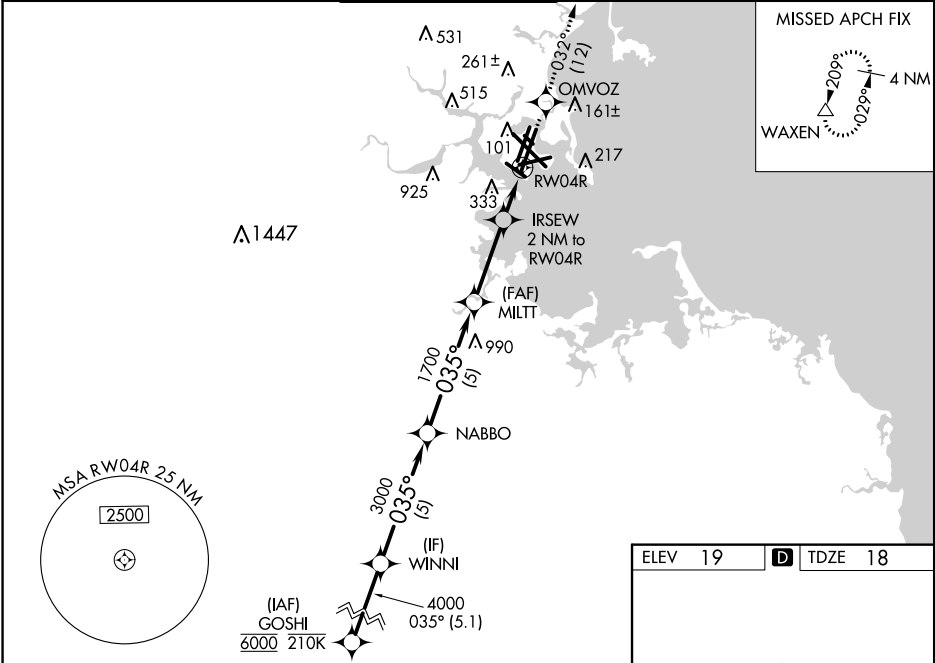 MISSED APCH FIX
209°
4 NM
029°
WAXEN
531
261±
515
032°
(12)
OMVOZ
161±
101
217
925
333
RW04R
1447
IRSEW
2 NM to
RW04R
(FAF)
MILTT
990
1700
035°
(5)
NABBO
3000
035°
(5)
MSA RW04R 25 NM
2500
(IF)
WINNI
4000
035° (5.1)
(IAF)
GOSHI
6000 210K
ELEV 19 D TDZE 18